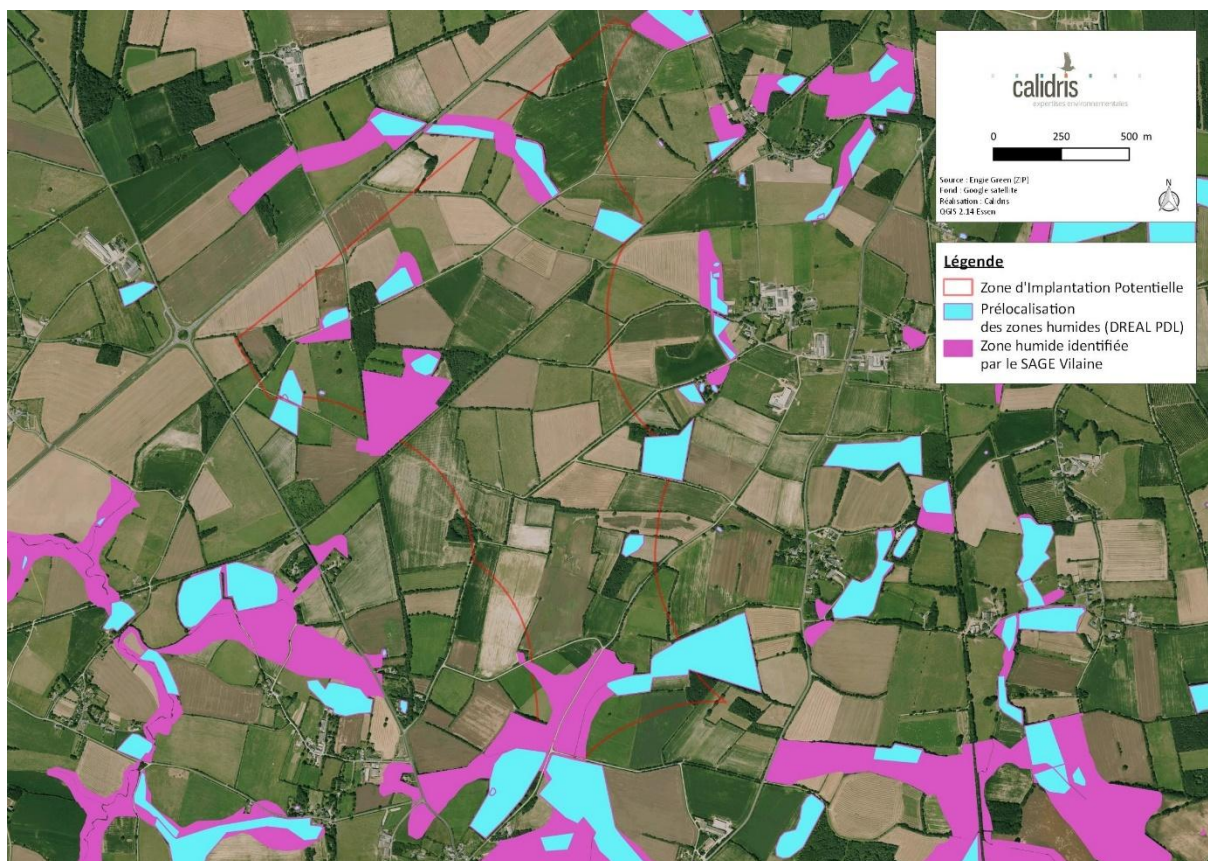 calidris
expertises environnementales
0 250 500 m
Source : Engie Green (ZIP)
Fond : Google satellite
Réalisation : Calidris
QGIS 2.14 Essen
N
Légende
Zone d'Implantation Potentielle
Prélocalisation
des zones humides (DREAL PDL)
Zone humide identifiée
par le SAGE Vilaine